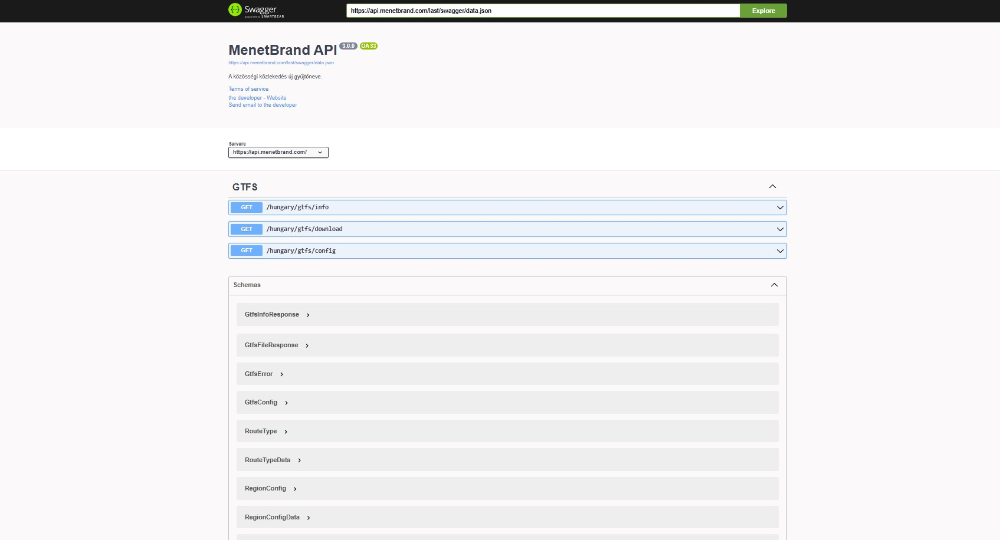 Swagger
Supported by SMARTBEAR
https://api.menetbrand.com/last/swagger/data.json
Explore
MenetBrand API 3.0.0 OAS3
https://api.menetbrand.com/last/swagger/data.json
A közösségi közlekedés új gyűjtőneve.
Terms of service
the developer - Website
Send email to the developer
Servers
https://api.menetbrand.com/
GTFS
GET /hungary/gtfs/info
GET /hungary/gtfs/download
GET /hungary/gtfs/config
Schemas
GtfsInfoResponse
GtfsFileResponse
GtfsError
GtfsConfig
RouteType
RouteTypeData
RegionConfig
RegionConfigData